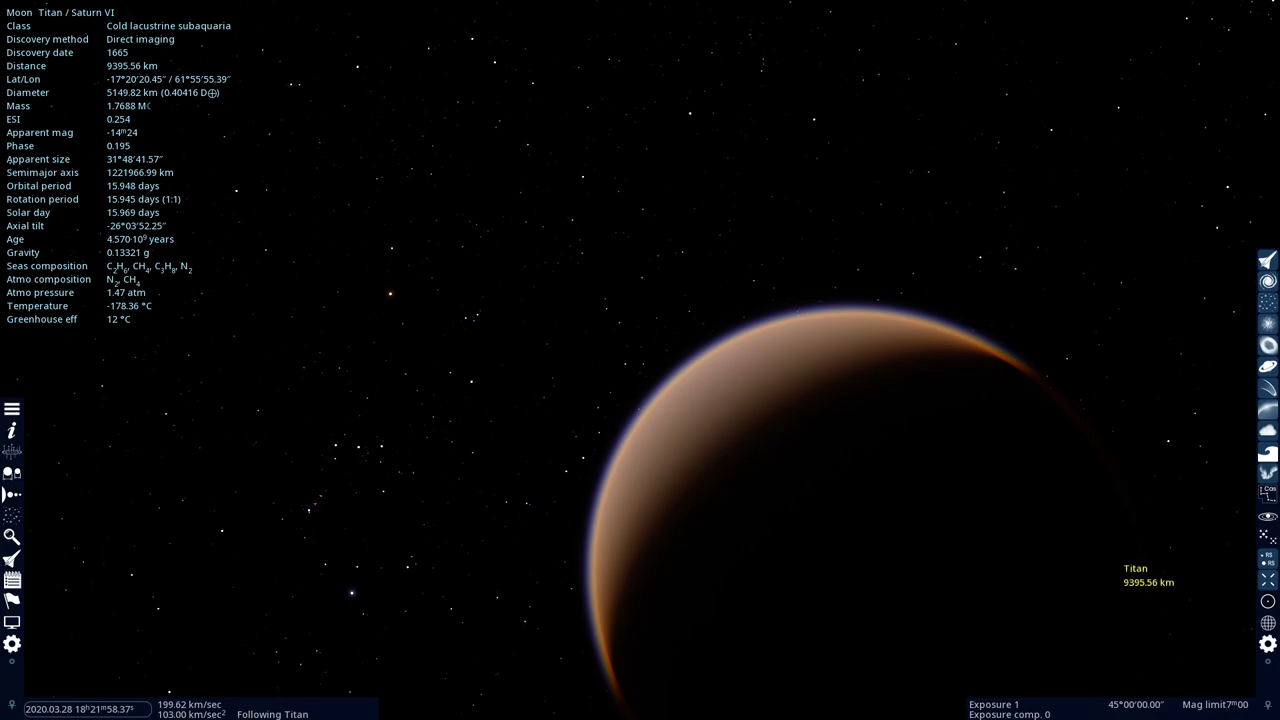 Moon Titan / Saturn VI
Class Cold lacustrine subaquaria
Discovery method Direct imaging
Discovery date 1665
Distance 9395.56 km
Lat/Lon -17°20′20.45″ / 61°55′55.39″
Diameter 5149.82 km (0.40416 D⊕)
Mass 1.7688 M☾
ESI 0.254
Apparent mag -14ᵐ24
Phase 0.195
Apparent size 31°48′41.57″
Semimajor axis 1221966.99 km
Orbital period 15.948 days
Rotation period 15.945 days (1:1)
Solar day 15.969 days
Axial tilt -26°03′52.25″
Age 4.570·10⁹ years
Gravity 0.13321 g
Seas composition C₂H₆, CH₄, C₃H₈, N₂
Atmo composition N₂, CH₄
Atmo pressure 1.47 atm
Temperature -178.36 °C
Greenhouse eff 12 °C
Can
RS
RS
Titan
9395.56 km
2020.03.28 18ʰ21ᵐ58.37ˢ
199.62 km/sec
103.00 km/sec² Following Titan
Exposure 1 45°00′00.00″ Mag limit 7ᵐ00
Exposure comp. 0